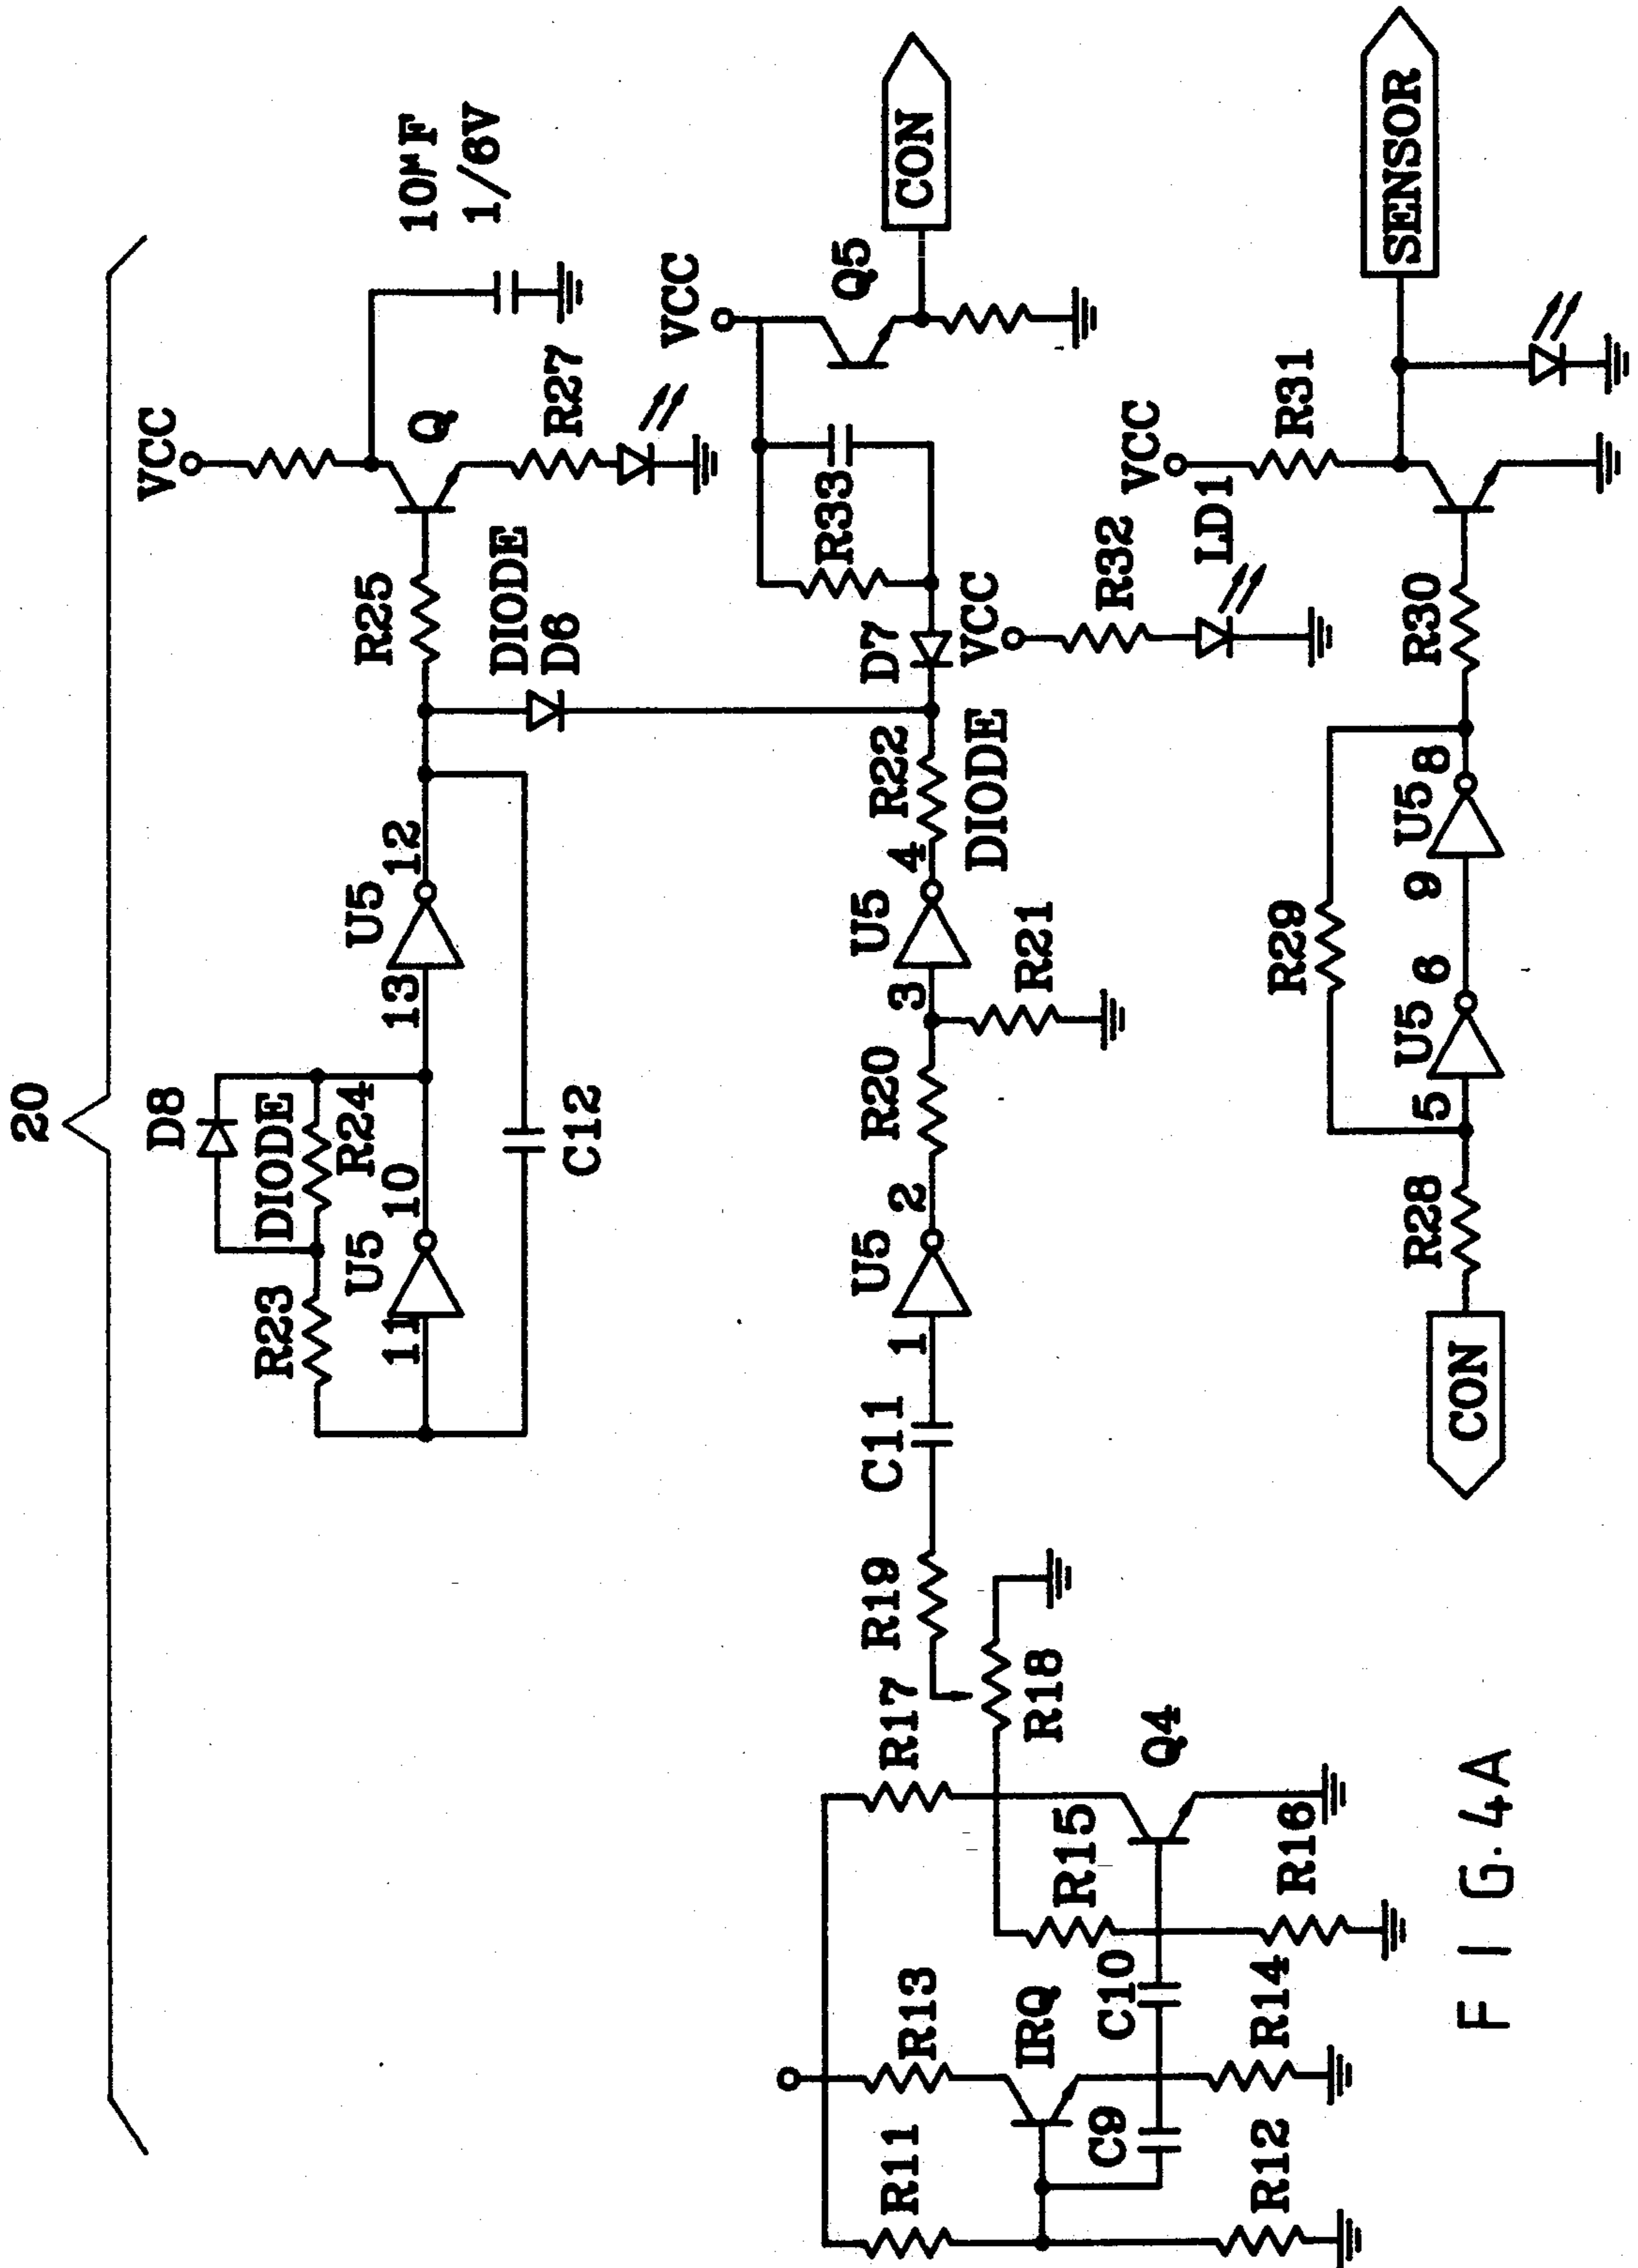 20
D8
DIODE
R23
R24
U5
11
10
U5
13
12
C12
R25
DIODE
D6
VCC
Q
R27
10μF
1/6V
R11
R13
R17
R19
C11
1
U5
2
R20
3
U5
4
R22
DIODE
R21
D7
R33
VCC
Q5
CON
IRQ
C9
C10
R15
Q4
R18
R12
R14
R16
VCC
R32
LD1
CON
R28
5
U5
6
R29
9
U5
8
R30
VCC
R31
SENSOR
FIG. 4A